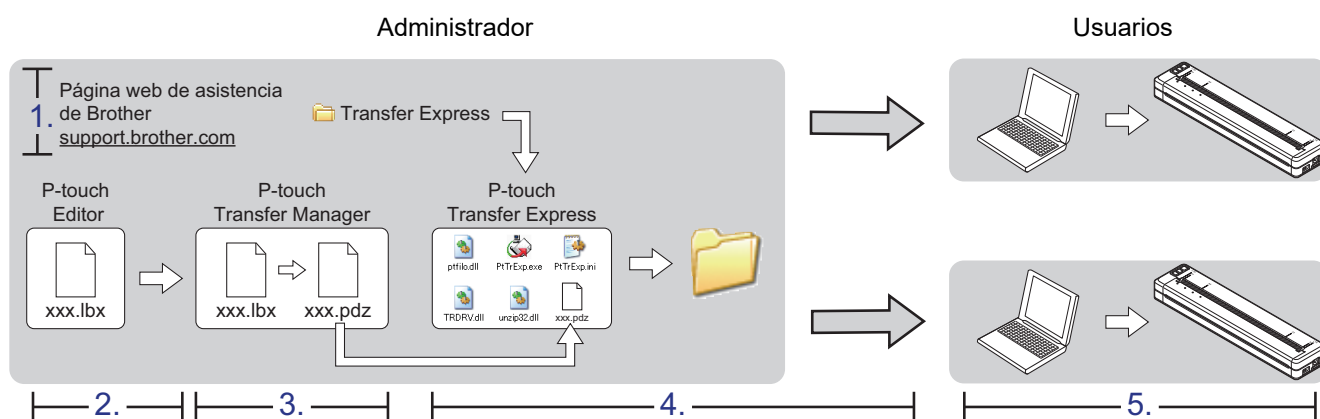 Administrador
Usuarios
1.
Página web de asistencia
de Brother
support.brother.com
Transfer Express
P-touch
Editor
xxx.lbx
P-touch
Transfer Manager
xxx.lbx
xxx.pdz
P-touch
Transfer Express
ptfilo.dll
PtTrExp.exe
PtTrExp.ini
TRDRV.dll
unzip32.dll
xxx.pdz
2.
3.
4.
5.